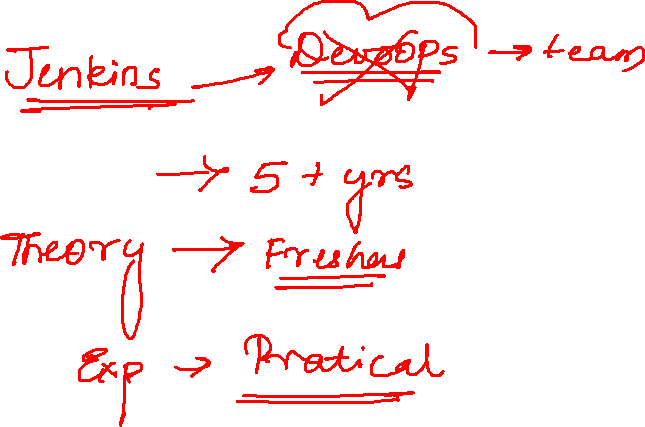 Jenkins → DevOps → team
→ 5 + yrs
Theory → Freshers
Exp → Pratical